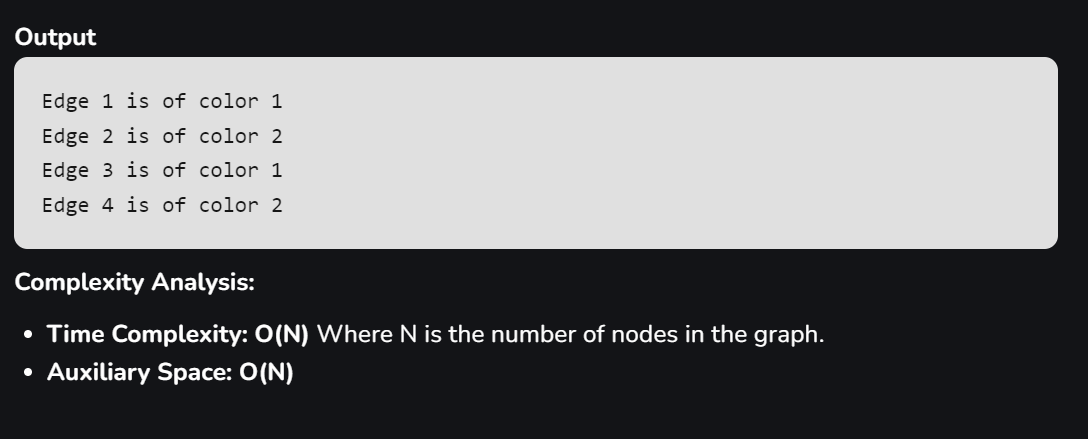 Output
Edge 1 is of color 1
Edge 2 is of color 2
Edge 3 is of color 1
Edge 4 is of color 2
Complexity Analysis:
• Time Complexity: O(N) Where N is the number of nodes in the graph.
• Auxiliary Space: O(N)